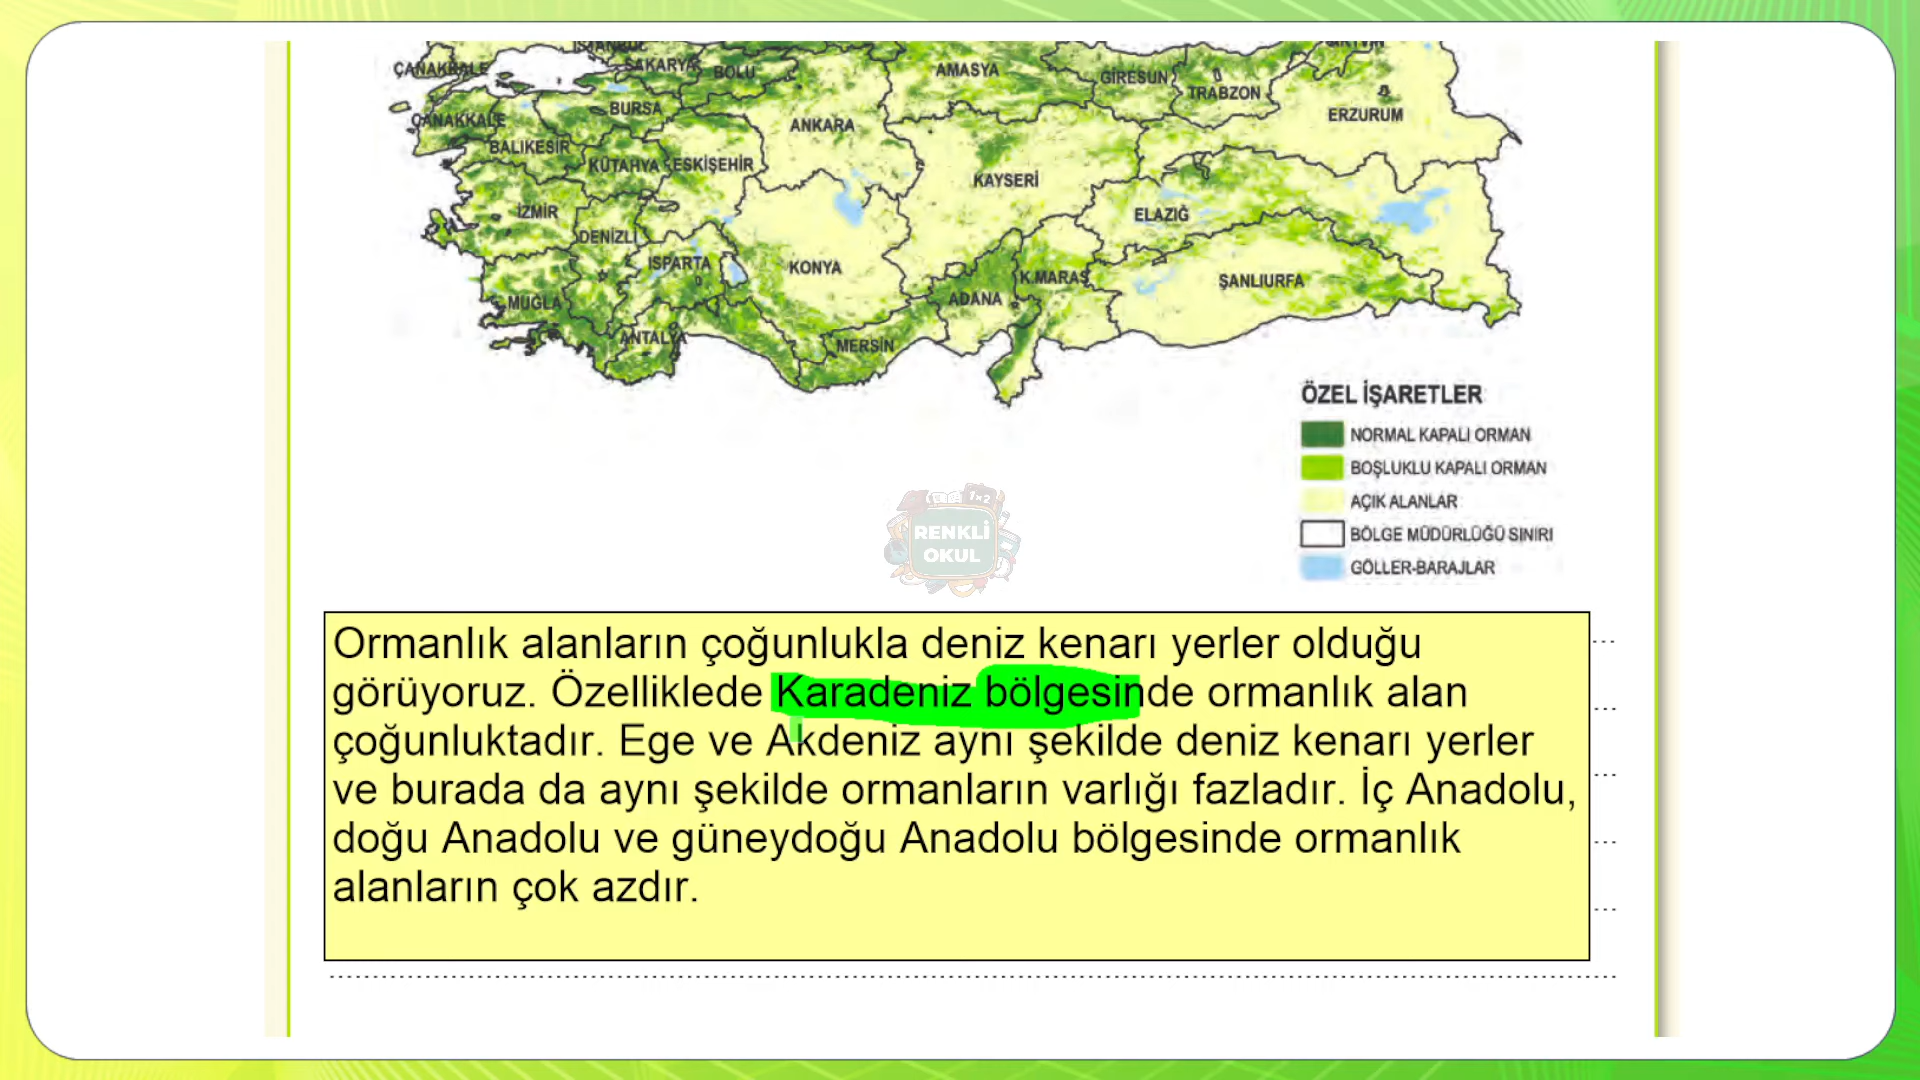 İSTANBUL
ÇANAKKALE
SAKARYA
BOLU
AMASYA
GİRESUN
TRABZON
ARTVİN
ERZURUM
ÇANAKKALE
BURSA
ANKARA
BALIKESİR
KÜTAHYA
ESKİŞEHİR
KAYSERİ
İZMİR
ELAZIĞ
DENİZLİ
ISPARTA
KONYA
K.MARAŞ
ŞANLIURFA
MUĞLA
ADANA
ANTALYA
MERSİN
ÖZEL İŞARETLER
NORMAL KAPALI ORMAN
BOŞLUKLU KAPALI ORMAN
AÇIK ALANLAR
BÖLGE MÜDÜRLÜĞÜ SINIRI
GÖLLER-BARAJLAR
1×2
RENKLİ
OKUL
Ormanlık alanların çoğunlukla deniz kenarı yerler olduğu
görüyoruz. Özelliklede Karadeniz bölgesinde ormanlık alan
çoğunluktadır. Ege ve Akdeniz aynı şekilde deniz kenarı yerler
ve burada da aynı şekilde ormanların varlığı fazladır. İç Anadolu,
doğu Anadolu ve güneydoğu Anadolu bölgesinde ormanlık
alanların çok azdır.